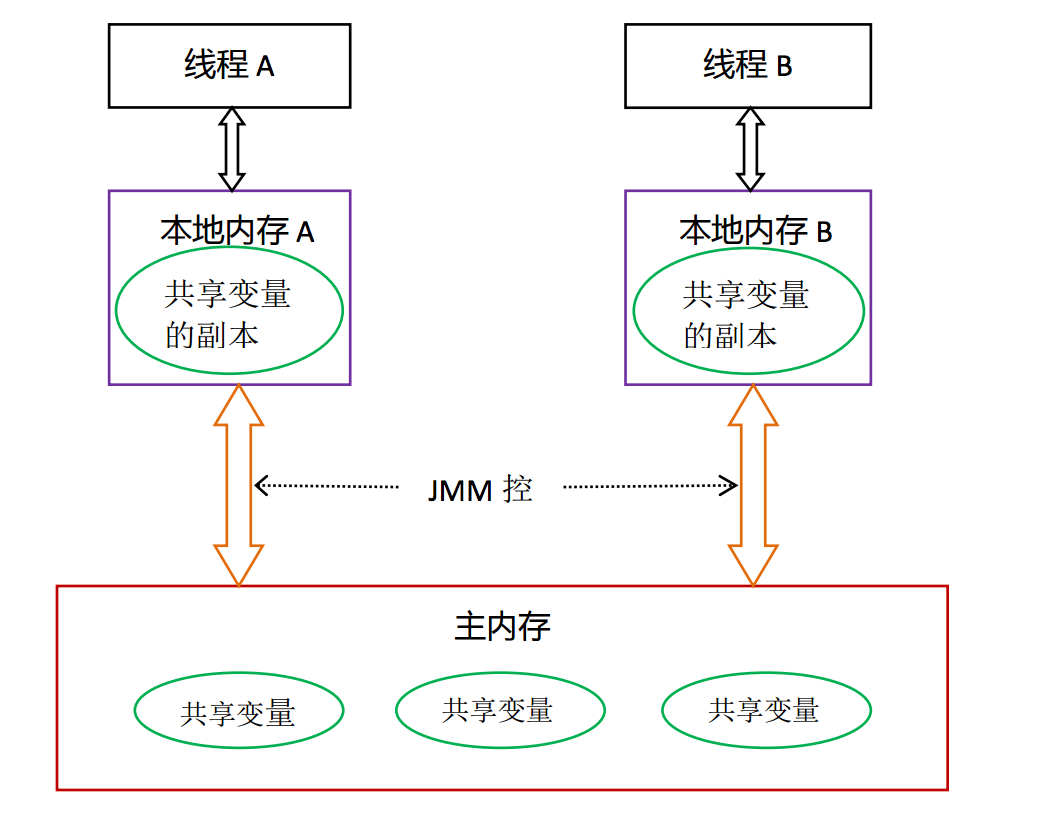 线程 A
线程 B
本地内存 A
本地内存 B
共享变量
的副本
共享变量
的副本
JMM 控
主内存
共享变量
共享变量
共享变量